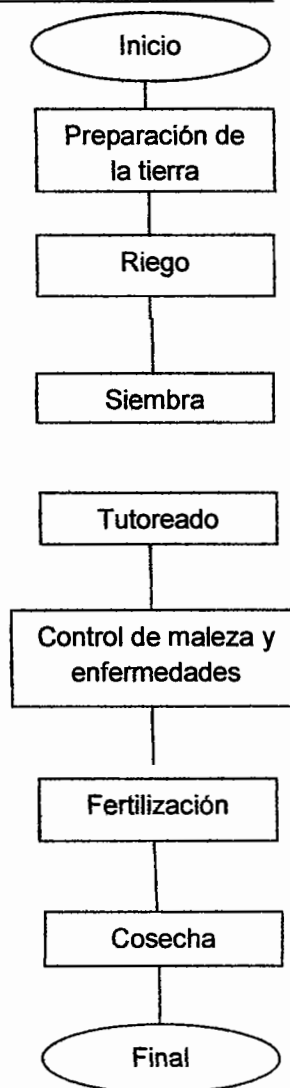 Inicio
Preparación de
la tierra
Riego
Siembra
Tutoreado
Control de maleza y
enfermedades
Fertilización
Cosecha
Final